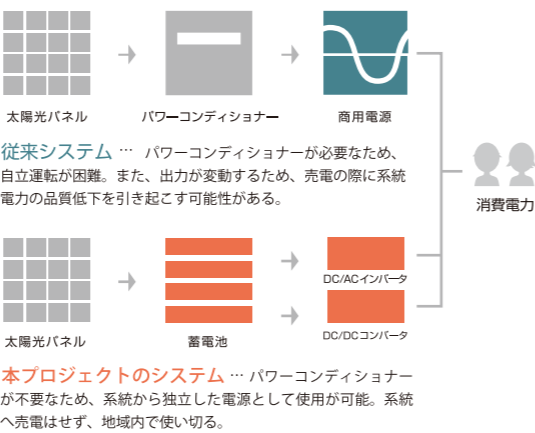 太陽光パネル
パワーコンディショナー
商用電源
従来システム … パワーコンディショナーが必要なため、
自立運転が困難。また、出力が変動するため、売電の際に系統
電力の品質低下を引き起こす可能性がある。
消費電力
太陽光パネル
蓄電池
DC/ACインバータ
DC/DCコンバータ
本プロジェクトのシステム … パワーコンディショナー
が不要なため、系統から独立した電源として使用が可能。系統
へ売電はせず、地域内で使い切る。